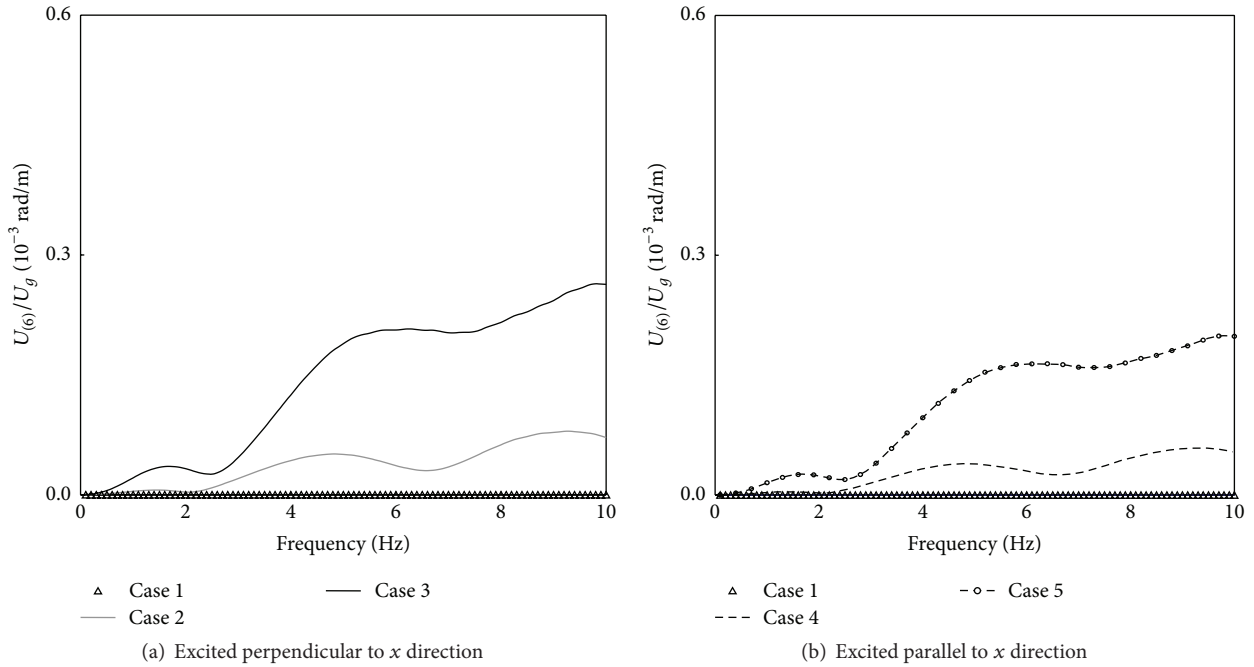 0.6
0.3
0.0
U(6)/Ug (10−3 rad/m)
0 2 4 6 8 10
Frequency (Hz)
Case 1
Case 3
Case 2
(a) Excited perpendicular to x direction
0.6
0.3
0.0
U(6)/Ug (10−3 rad/m)
0 2 4 6 8 10
Frequency (Hz)
Case 1
Case 5
Case 4
(b) Excited parallel to x direction